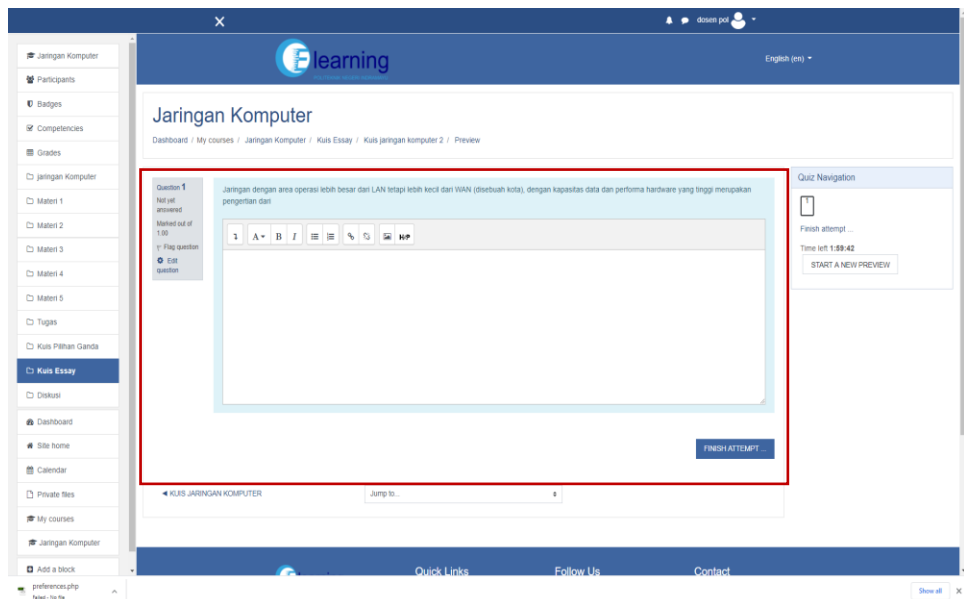 dosen pol
Elearning
English (en)
Jaringan Komputer
Participants
Badges
Competencies
Grades
jaringan Komputer
Materi 1
Materi 2
Materi 3
Materi 4
Materi 5
Tugas
Kuis Pilihan Ganda
Kuis Essay
Diskusi
Dashboard
Site home
Calendar
Private files
My courses
Jaringan Komputer
Add a block
Jaringan Komputer
Dashboard / My courses / Jaringan Komputer / Kuis Essay / Kuis jaringan komputer 2 / Preview
Question 1
Not yet
answered
Marked out of
1.00
Flag question
Edit
question
Jaringan dengan area operasi lebih besar dari LAN tetapi lebih kecil dari WAN (disebuah kota), dengan kapasitas data dan performa hardware yang tinggi merupakan
pengertian dari
A B I H-P
FINISH ATTEMPT ...
◄ KUIS JARINGAN KOMPUTER
Jump to...
Quiz Navigation
1
Finish attempt ...
Time left 1:59:42
START A NEW PREVIEW
Quick Links
Follow Us
Contact
preferences.php
Failed - No file
Show all